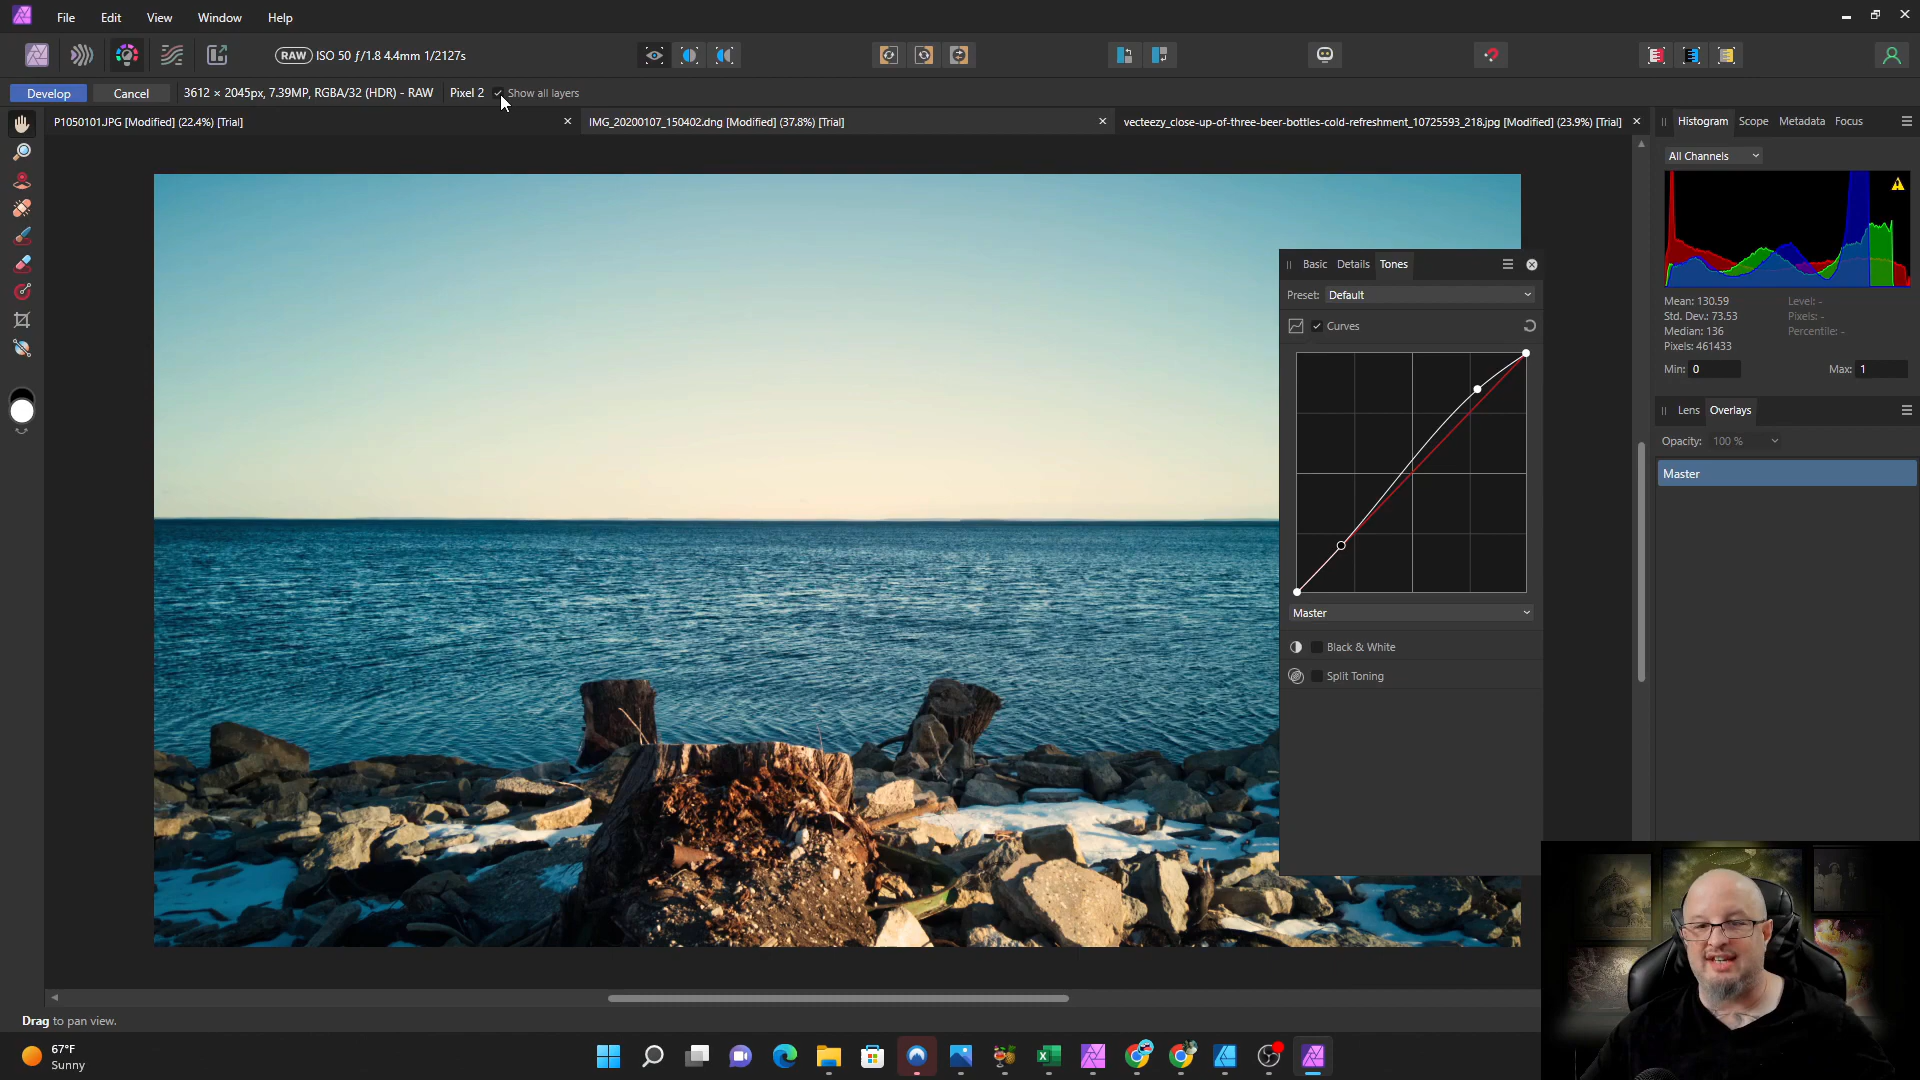 File Edit View Window Help
RAW ISO 50 ƒ/1.8 4.4mm 1/2127s
Develop Cancel 3612 × 2045px, 7.39MP, RGBA/32 (HDR) - RAW Pixel 2 Show all layers
P1050101.JPG [Modified] (22.4%) [Trial] IMG_20200107_150402.dng [Modified] (37.8%) [Trial] vecteezy_close-up-of-three-beer-bottles-cold-refreshment_10725593_218.jpg [Modified] (23.9%) [Trial]
Histogram Scope Metadata Focus
All Channels
Mean: 130.59 Level: -
Std. Dev.: 73.53 Pixels: -
Median: 136 Percentile: -
Pixels: 461433
Min: 0 Max: 1
Lens Overlays
Opacity: 100 %
Master
Basic Details Tones
Preset: Default
Curves
Master
Black & White
Split Toning
Drag to pan view.
67°F
Sunny